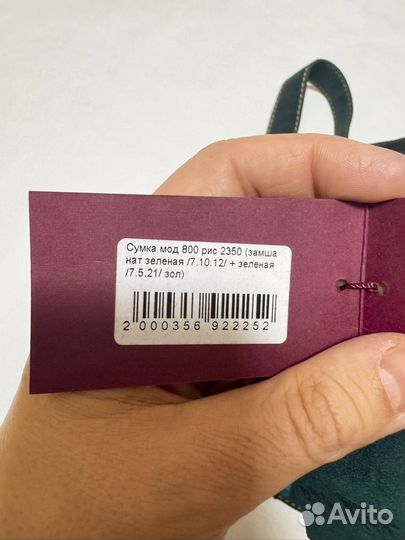 Сумка мод 800 рис 2350 (замша
нат зеленая /7.10.12/ + зеленая
/7.5.21/ зол)
2 000356 922252
Avito